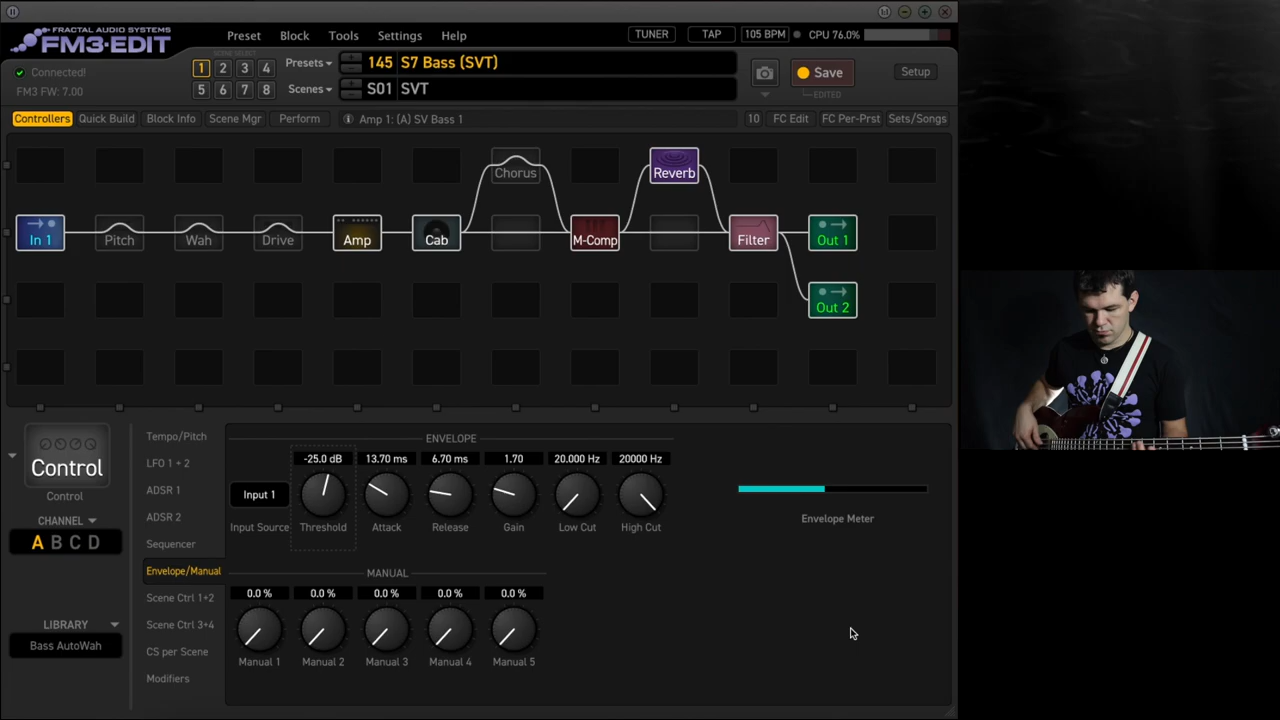 FRACTAL AUDIO SYSTEMS
FM3-EDIT
Preset Block Tools Settings Help
TUNER TAP 105 BPM CPU 76.0%
Connected!
FM3 FW: 7.00
SCENE SELECT
1 2 3 4
5 6 7 8
Presets 145 S7 Bass (SVT)
Scenes S01 SVT
Save
EDITED
Setup
Controllers Quick Build Block Info Scene Mgr Perform Amp 1: (A) SV Bass 1 10 FC Edit FC Per-Prst Sets/Songs
Chorus Reverb
In 1 Pitch Wah Drive Amp Cab M-Comp Filter Out 1
Out 2
Control
Control
CHANNEL
A B C D
LIBRARY
Bass AutoWah
Tempo/Pitch
LFO 1 + 2
ADSR 1
ADSR 2
Sequencer
Envelope/Manual
Scene Ctrl 1+2
Scene Ctrl 3+4
CS per Scene
Modifiers
ENVELOPE
-25.0 dB 13.70 ms 6.70 ms 1.70 20.000 Hz 20000 Hz
Input 1
Input Source Threshold Attack Release Gain Low Cut High Cut
Envelope Meter
MANUAL
0.0 % 0.0 % 0.0 % 0.0 % 0.0 %
Manual 1 Manual 2 Manual 3 Manual 4 Manual 5